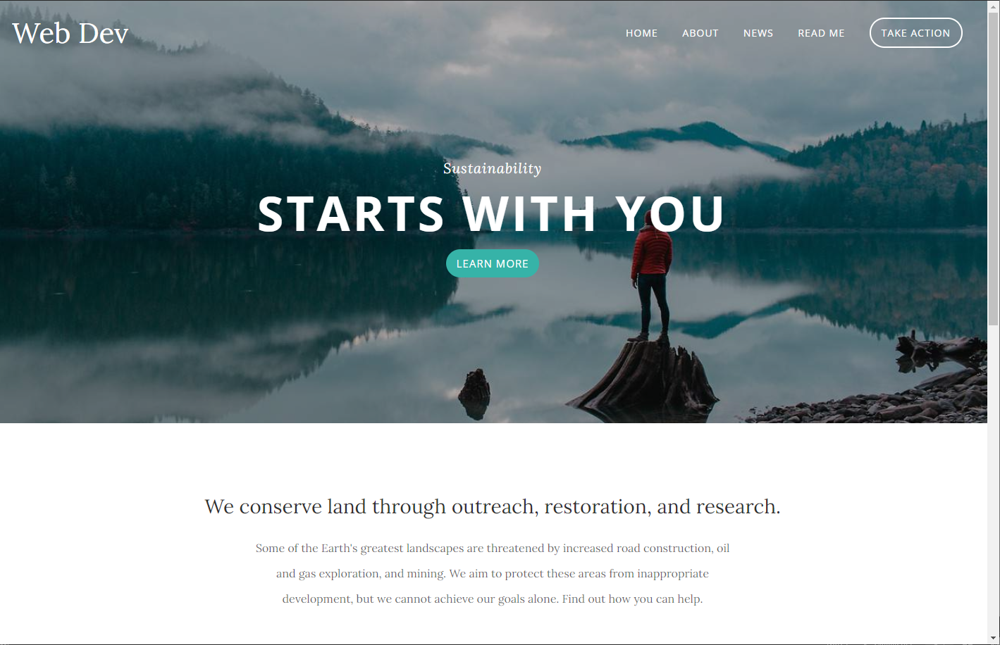 Web Dev
HOME
ABOUT
NEWS
READ ME
TAKE ACTION
Sustainability
STARTS WITH YOU
LEARN MORE
We conserve land through outreach, restoration, and research.
Some of the Earth's greatest landscapes are threatened by increased road construction, oil
and gas exploration, and mining. We aim to protect these areas from inappropriate
development, but we cannot achieve our goals alone. Find out how you can help.